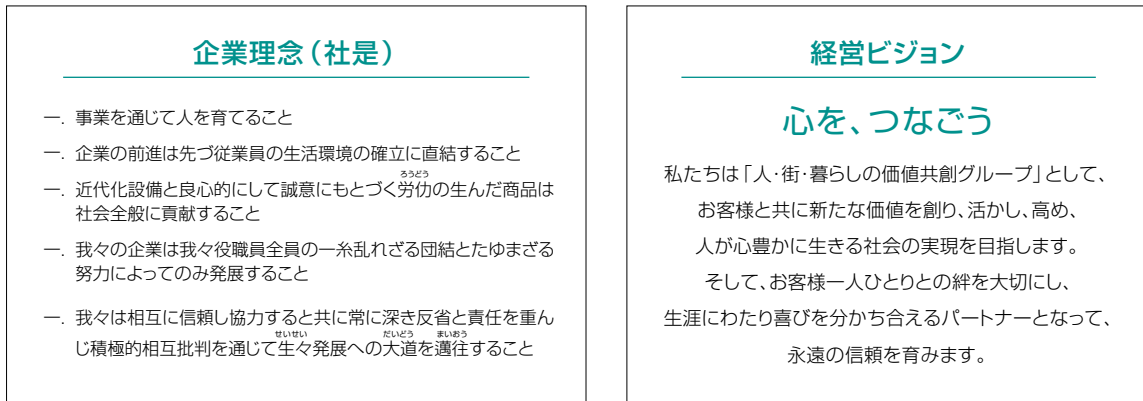 企業理念(社是)
一. 事業を通じて人を育てること
一. 企業の前進は先づ従業員の生活環境の確立に直結すること
ろうどう
一. 近代化設備と良心的にして誠意にもとづく労仂の生んだ商品は
社会全般に貢献すること
一. 我々の企業は我々役職員全員の一糸乱れざる団結とたゆまざる
努力によってのみ発展すること
一. 我々は相互に信頼し協力すると共に常に深き反省と責任を重ん
せいせい だいどう まいおう
じ積極的相互批判を通じて生々発展への大道を邁往すること
経営ビジョン
心を、つなごう
私たちは「人・街・暮らしの価値共創グループ」として、
お客様と共に新たな価値を創り、活かし、高め、
人が心豊かに生きる社会の実現を目指します。
そして、お客様一人ひとりとの絆を大切にし、
生涯にわたり喜びを分かち合えるパートナーとなって、
永遠の信頼を育みます。